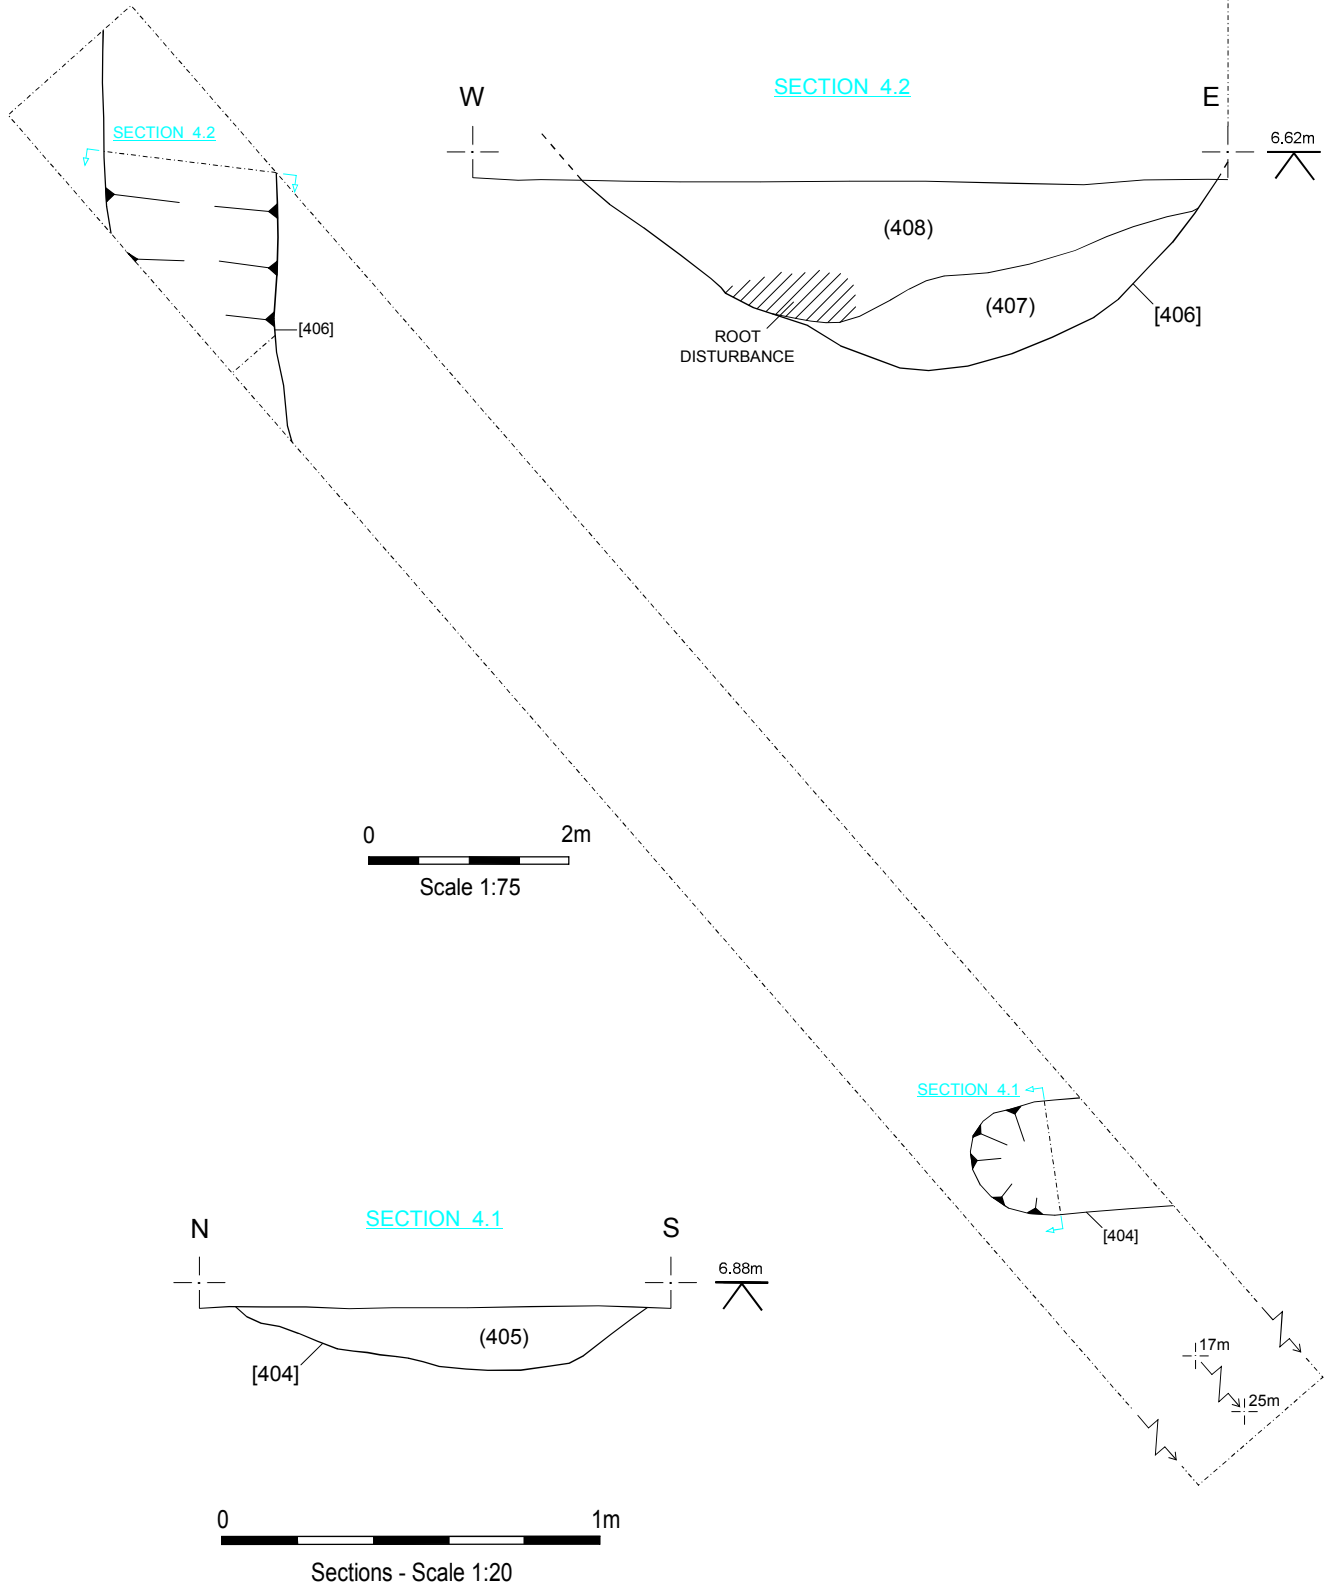 SECTION 4.2
W
E
6.62m
SECTION 4.2
(408)
(407)
[406]
ROOT
DISTURBANCE
[406]
0 2m
Scale 1:75
SECTION 4.1
[404]
N
SECTION 4.1
S
6.88m
(405)
[404]
17m
25m
0 1m
Sections - Scale 1:20